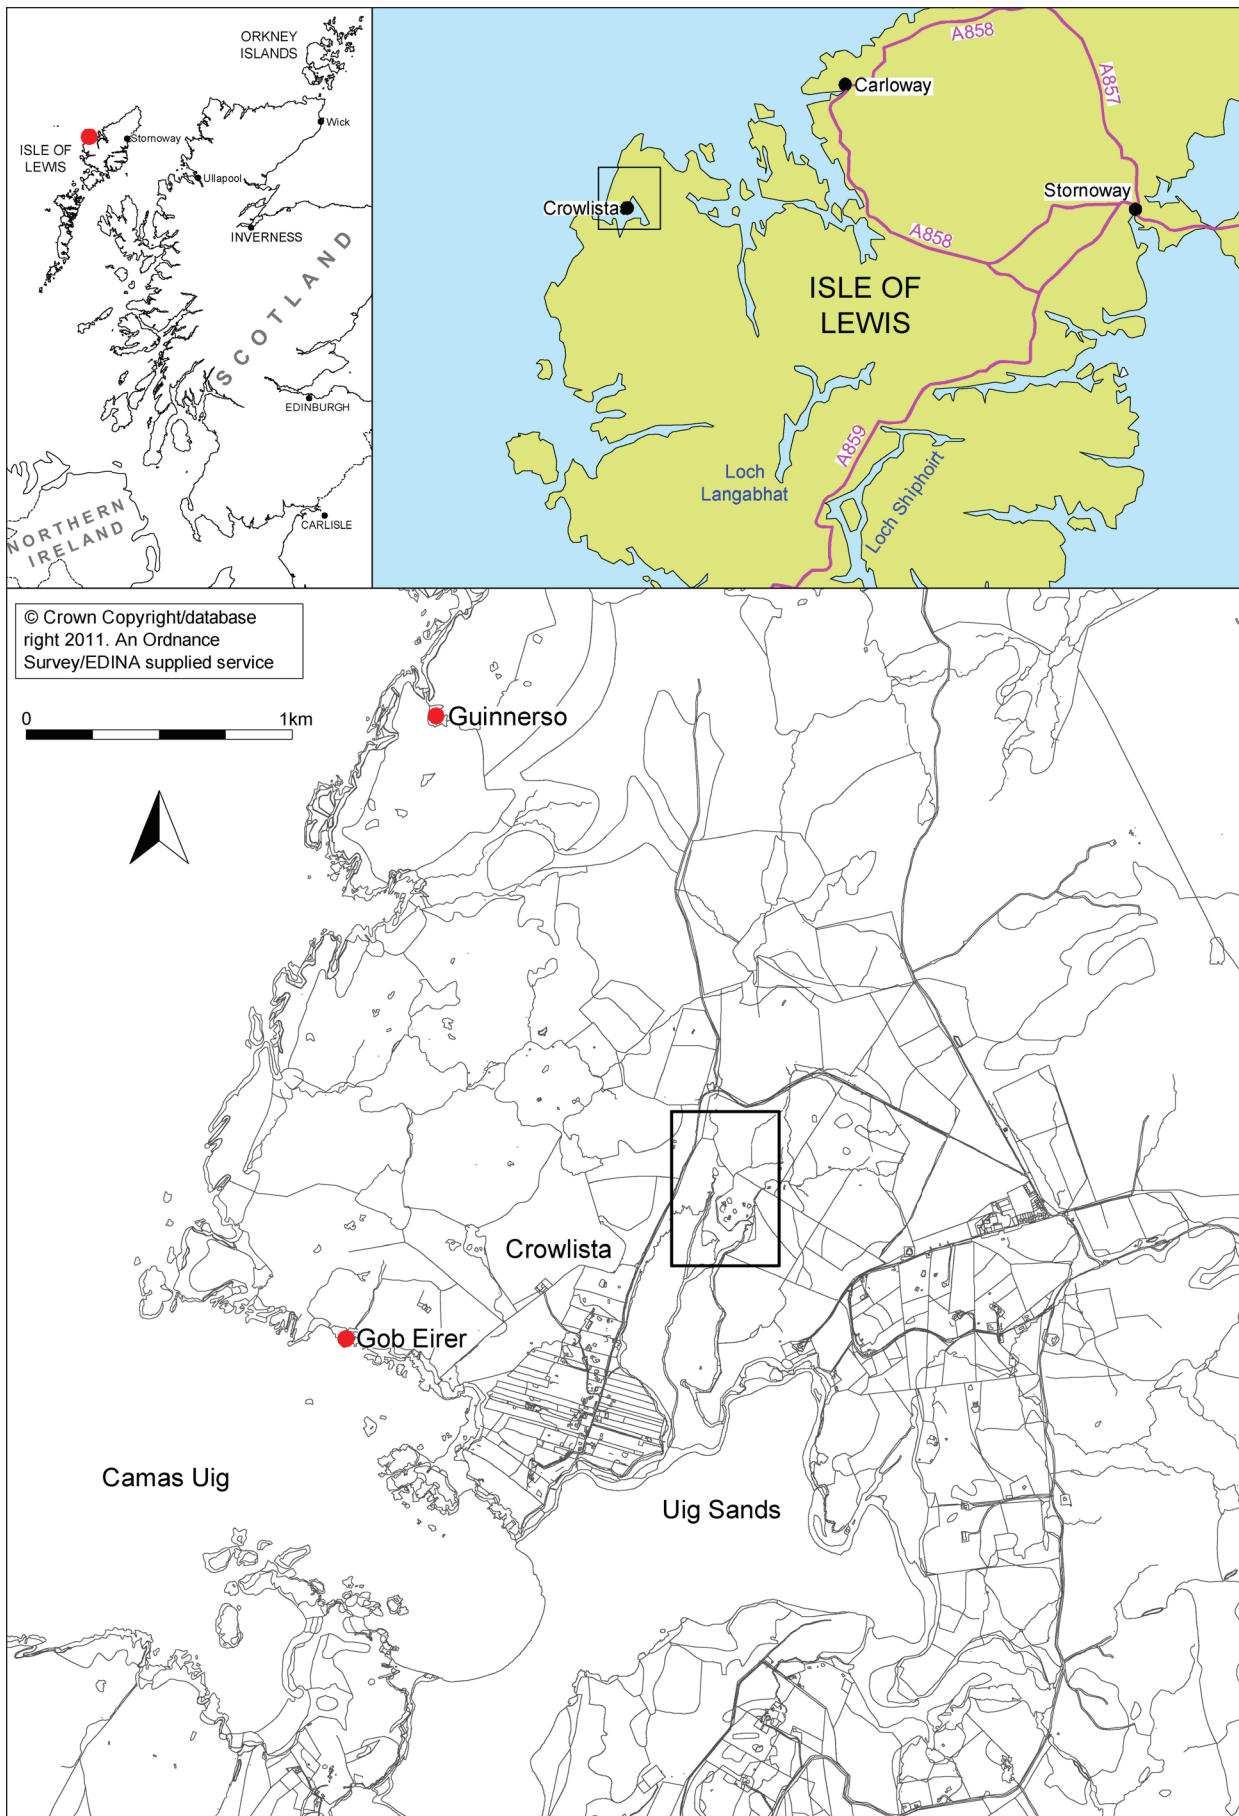 ORKNEY
ISLANDS
Wick
Stornoway
ISLE OF
LEWIS
Ullapool
INVERNESS
SCOTLAND
EDINBURGH
NORTHERN
IRELAND
CARLISLE
A858
Carloway
A857
Crowlista
Stornoway
A858
ISLE OF
LEWIS
A859
Loch
Langabhat
Loch Shiphoirt
© Crown Copyright/database
right 2011. An Ordnance
Survey/EDINA supplied service
0 1km
Guinnerso
Crowlista
Gob Eirer
Camas Uig
Uig Sands